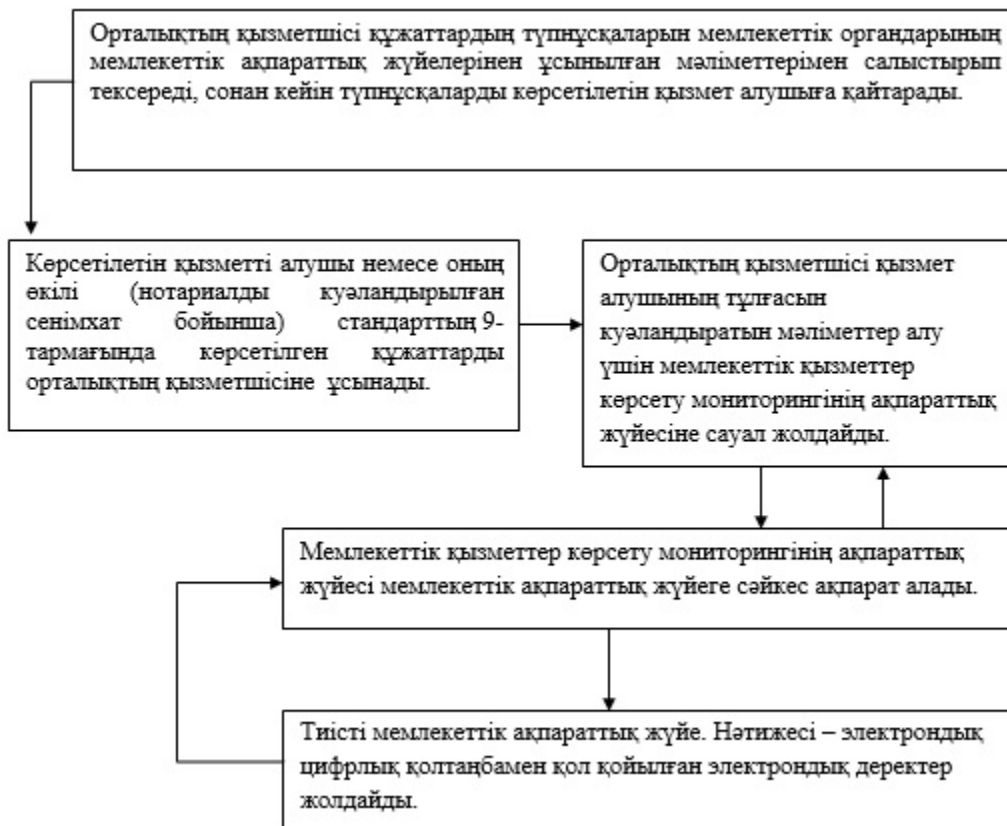 Орталықтың қызметшісі құжаттардың түпнұсқаларын мемлекеттік органдарының
мемлекеттік ақпараттық жүйелерінен ұсынылған мәліметтерімен салыстырып
тексереді, сонан кейін түпнұсқаларды көрсетілетін қызмет алушыға қайтарады.
Көрсетілетін қызметті алушы немесе оның
өкілі (нотариалды куәландырылған
сенімхат бойынша) стандарттың 9-
тармағында көрсетілген құжаттарды
орталықтың қызметшісіне ұсынады.
Орталықтың қызметшісі қызмет
алушының тұлғасын
куәландыратын мәліметтер алу
үшін мемлекеттік қызметтер
көрсету мониторингінің ақпараттық
жүйесіне сауал жолдайды.
Мемлекеттік қызметтер көрсету мониторингінің ақпараттық
жүйесі мемлекеттік ақпараттық жүйеге сәйкес ақпарат алады.
Тиісті мемлекеттік ақпараттық жүйе. Нәтижесі – электрондық
цифрлық қолтаңбамен қол қойылған электрондық деректер
жолдайды.